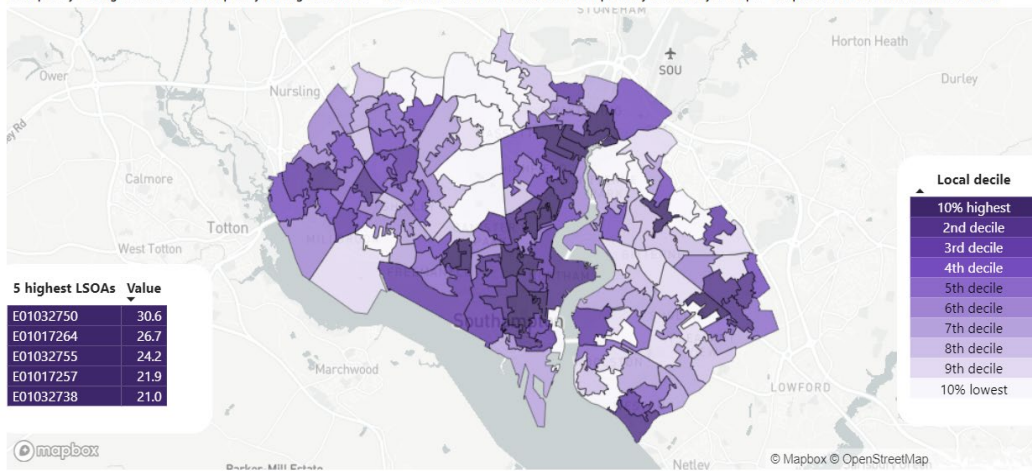 STONEHAM
Horton Heath
Ower
SOU
Durley
Nursling
ey Rd
Calmore
Totton
West Totton
Local decile
10% highest
2nd decile
3rd decile
4th decile
5th decile
6th decile
7th decile
8th decile
9th decile
10% lowest
5 highest LSOAs Value
E01032750 30.6
E01017264 26.7
E01032755 24.2
E01017257 21.9
E01032738 21.0
Southampton
Marchwood
LOWFORD
mapbox
© Mapbox © OpenStreetMap
Netley